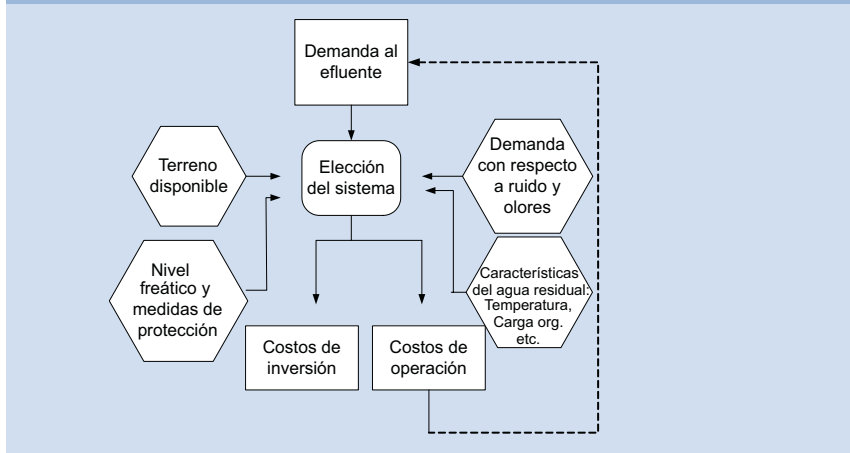 Demanda al
efluente
Terreno
disponible
Elección
del sistema
Demanda
con respecto
a ruido y
olores
Nivel
freático y
medidas de
protección
Características
del agua residual:
Temperatura,
Carga org.
etc.
Costos de
inversión
Costos de
operación